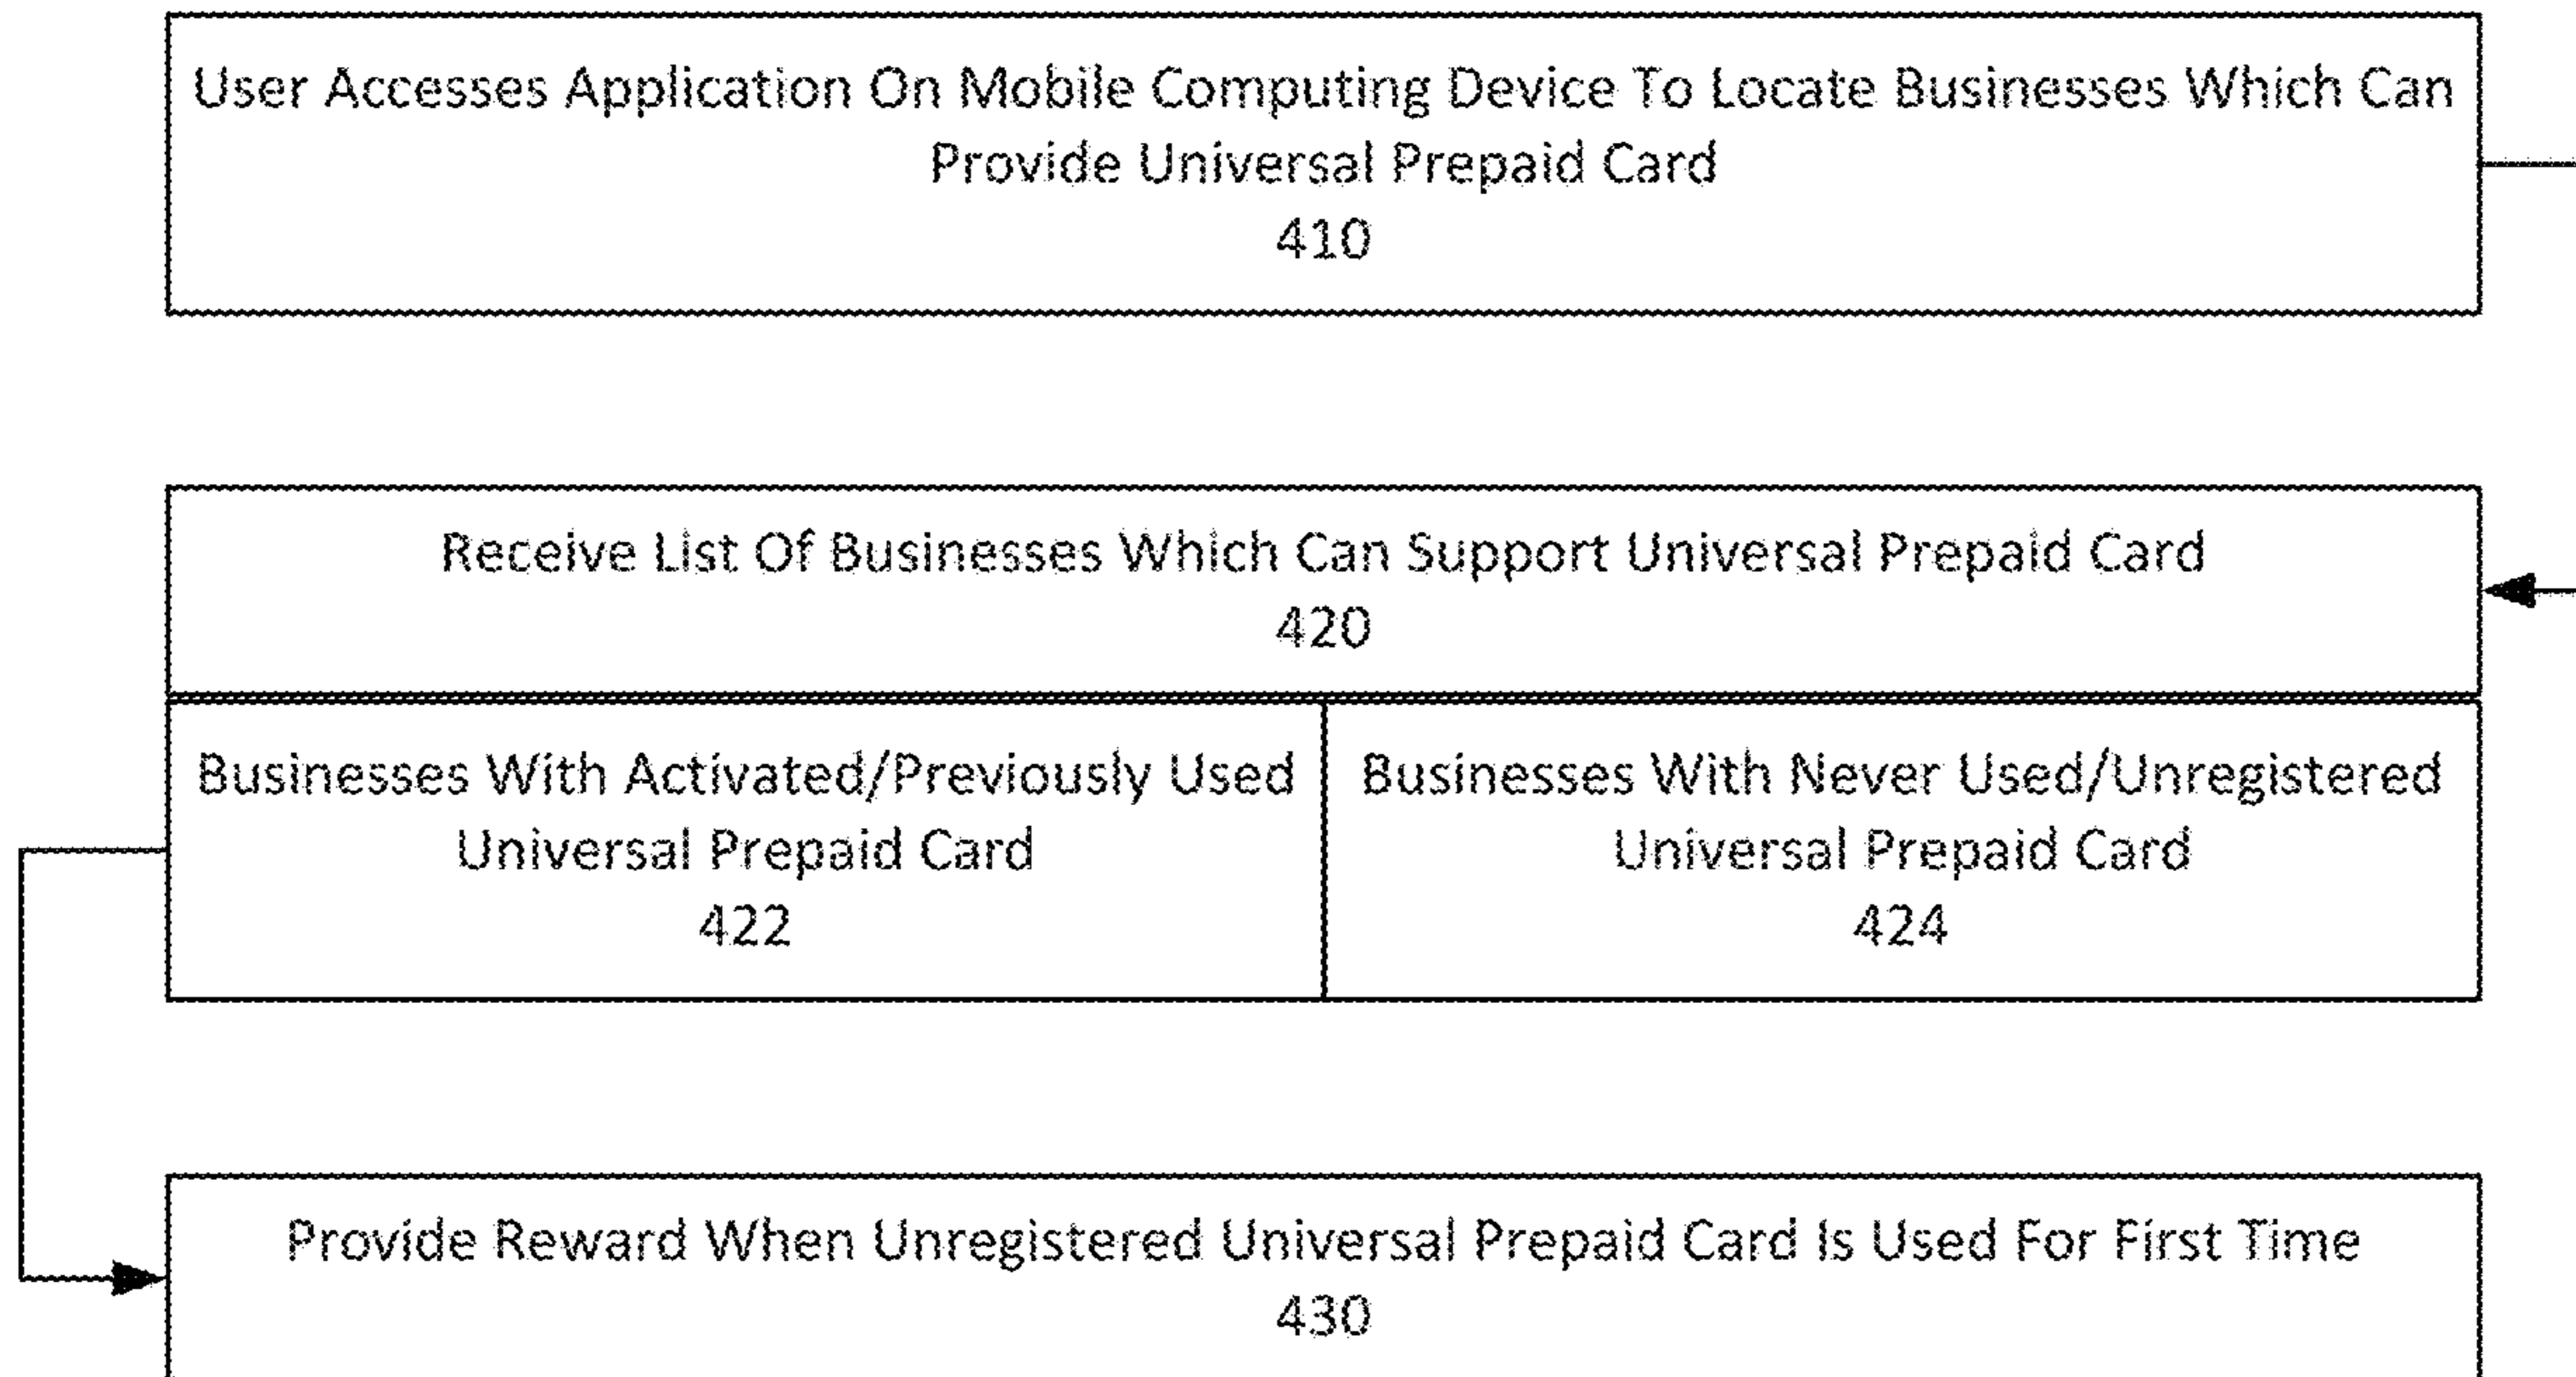 User Accesses Application On Mobile Computing Device To Locate Businesses Which Can
Provide Universal Prepaid Card
410
Receive List Of Businesses Which Can Support Universal Prepaid Card
420
Businesses With Activated/Previously Used
Universal Prepaid Card
422
Businesses With Never Used/Unregistered
Universal Prepaid Card
424
Provide Reward When Unregistered Universal Prepaid Card Is Used For First Time
430